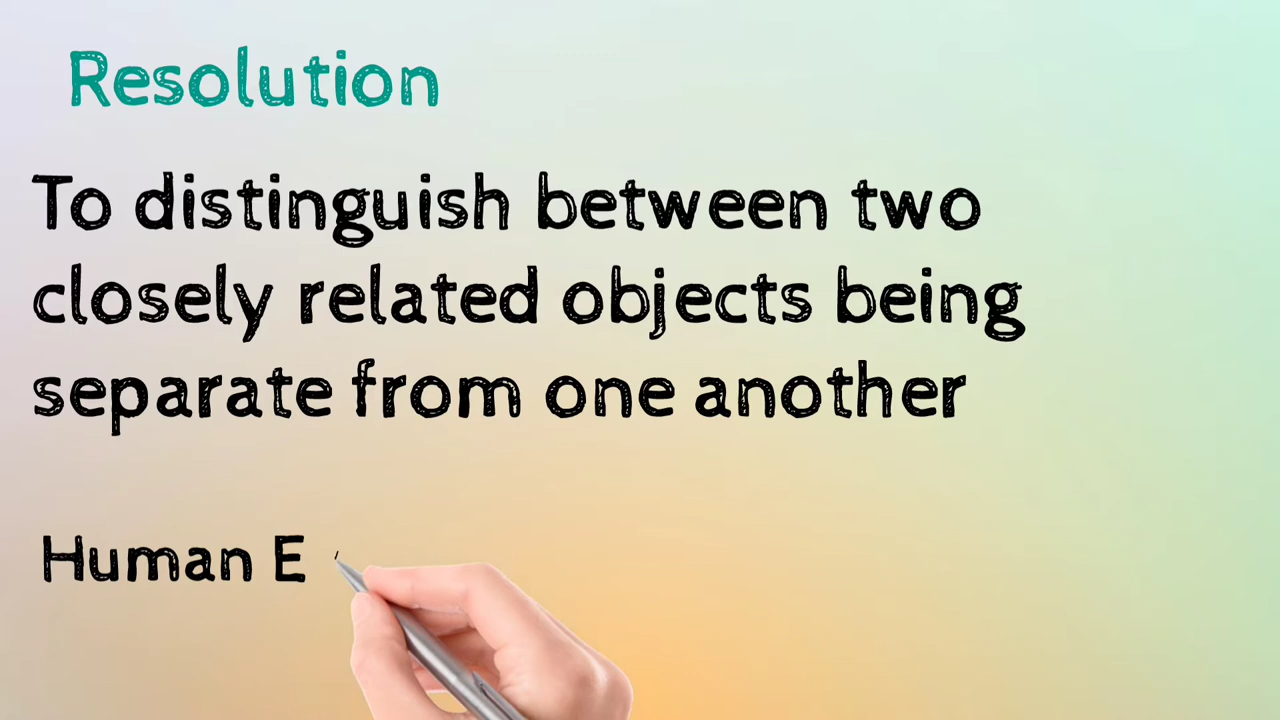 Resolution
To distinguish between two
closely related objects being
separate from one another
Human E